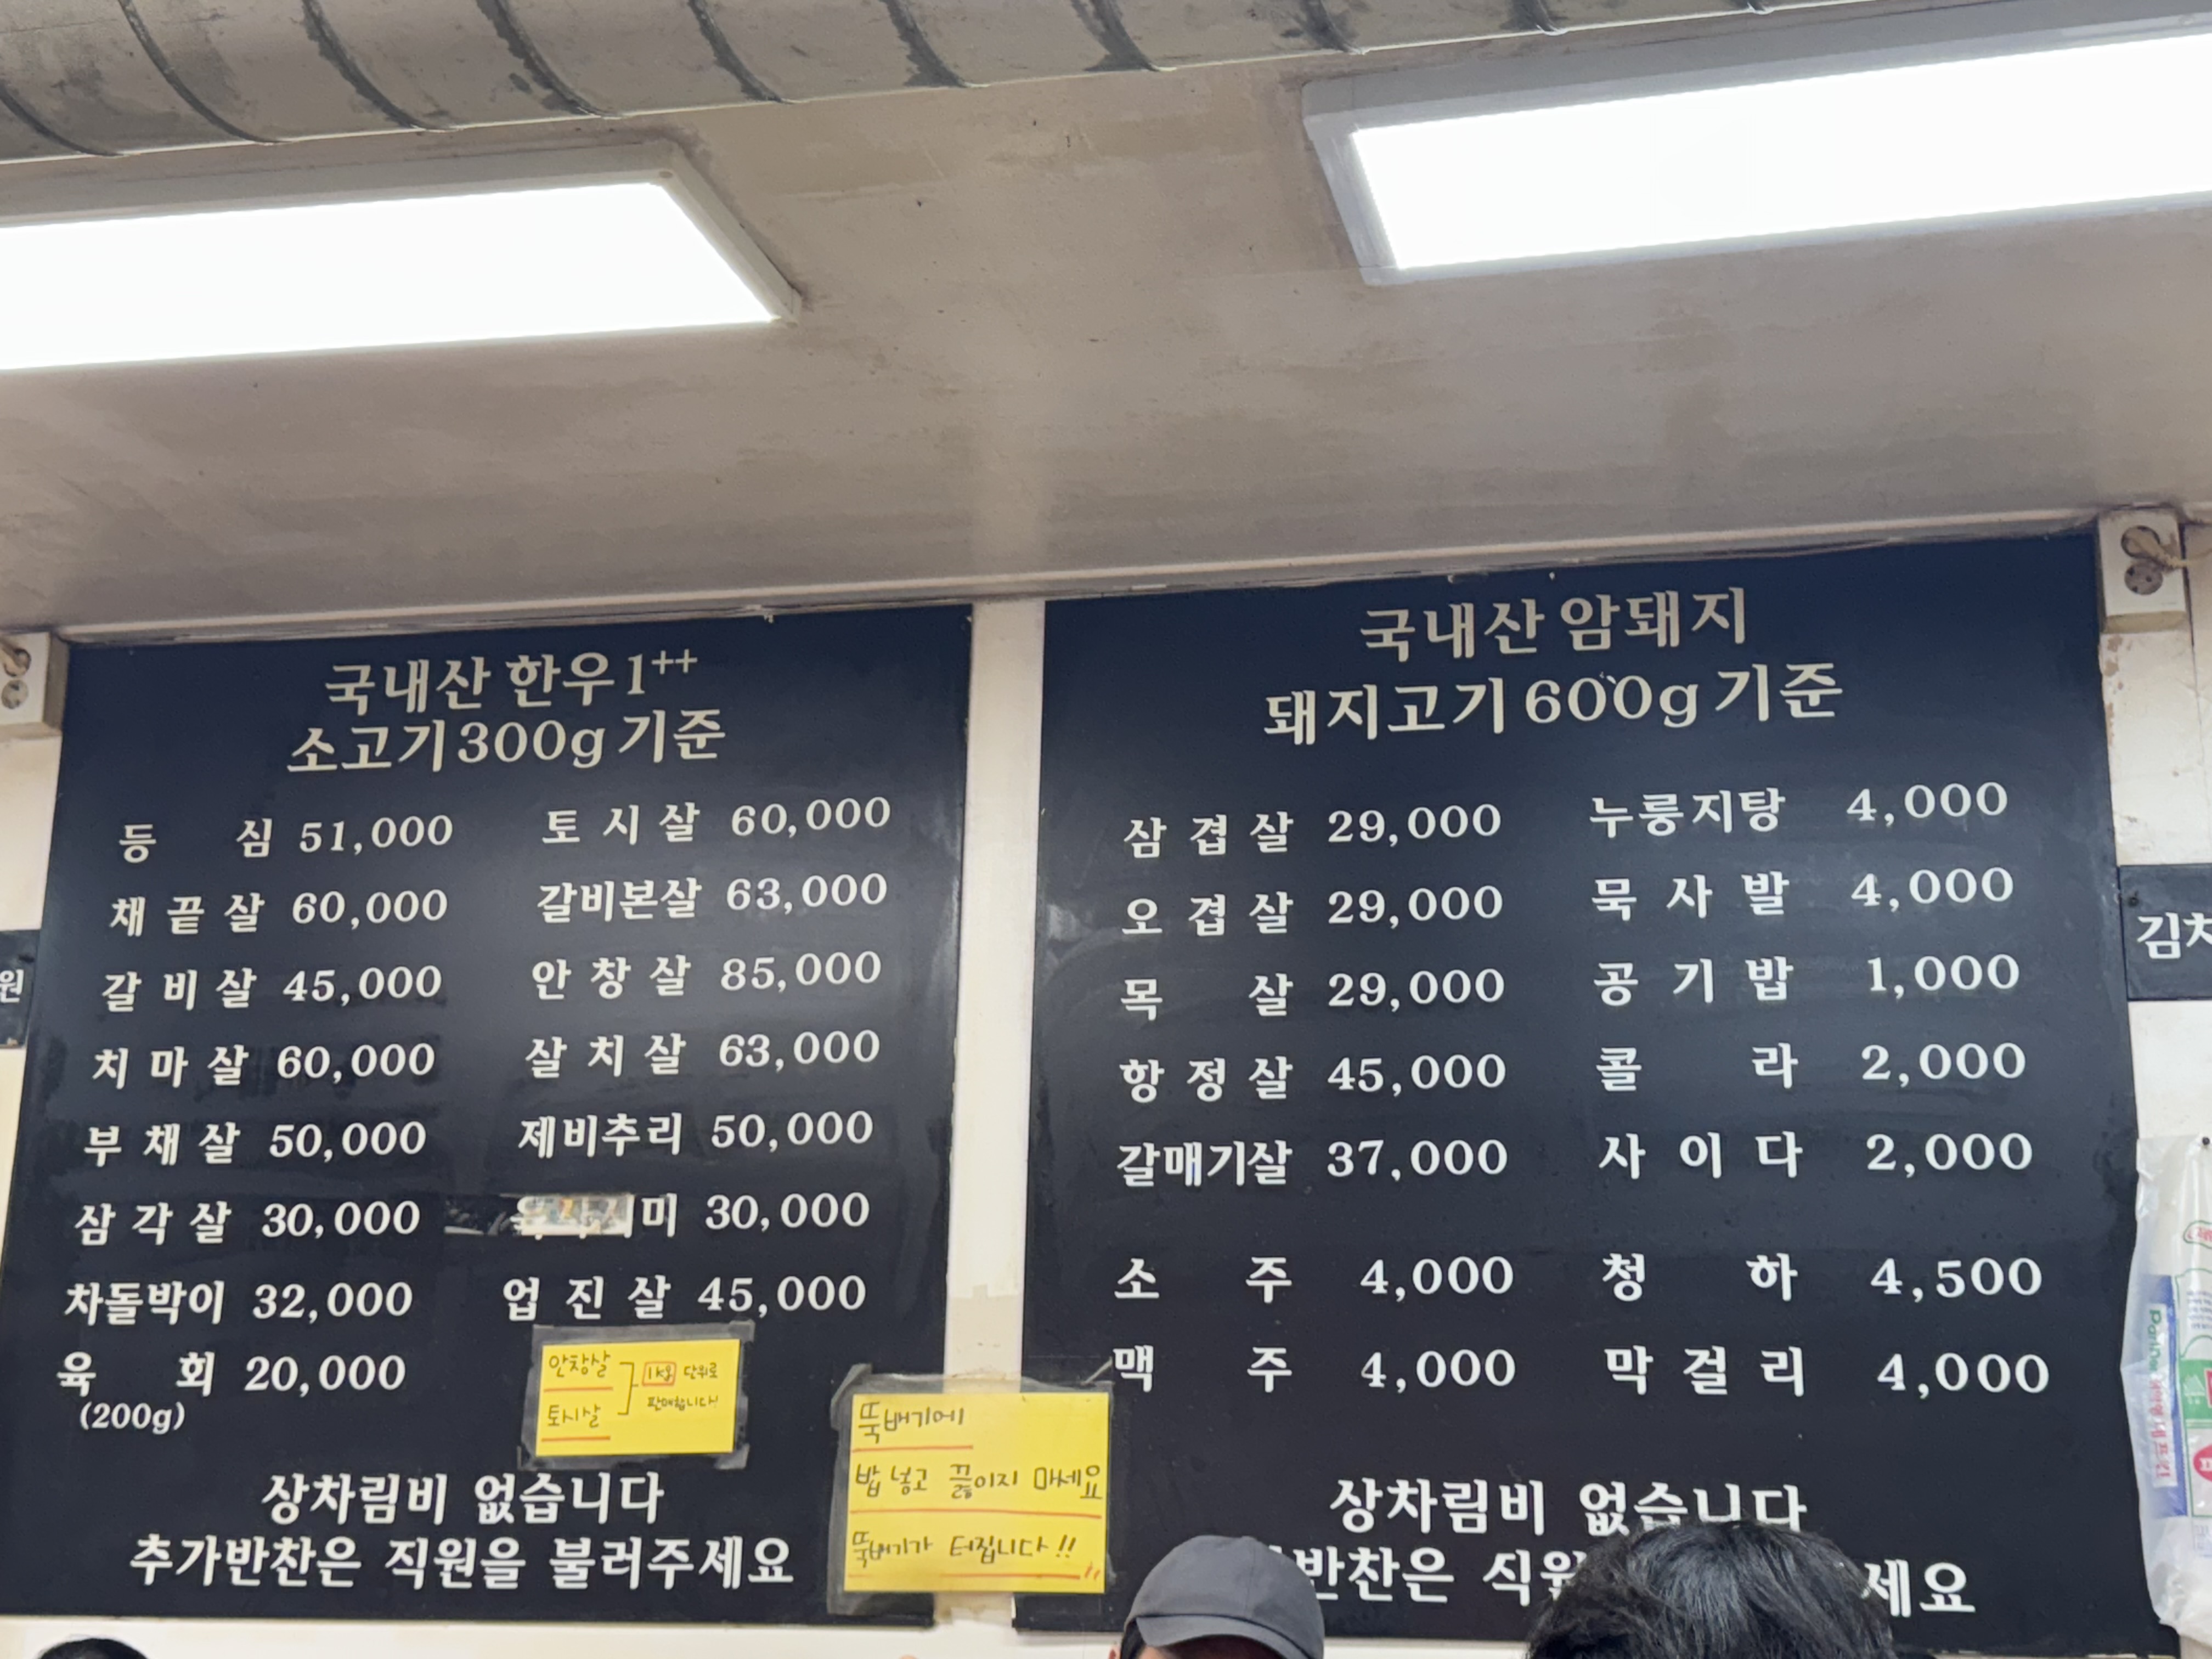 국내산 한우 1++
소고기 300g 기준
등 심 51,000 토 시 살 60,000
채 끝 살 60,000 갈비본살 63,000
갈 비 살 45,000 안 창 살 85,000
치 마 살 60,000 살 치 살 63,000
부 채 살 50,000 제비추리 50,000
삼 각 살 30,000 미 30,000
차돌박이 32,000 업 진 살 45,000
육 회 20,000
(200g)
안창살
토시살
1kg 단위로
판매합니다!
상차림비 없습니다
추가반찬은 직원을 불러주세요
뚝배기에
밥 넣고 끓이지 마세요
뚝배기가 터집니다!!
국내산 암돼지
돼지고기 600g 기준
삼 겹 살 29,000 누룽지탕 4,000
오 겹 살 29,000 묵 사 발 4,000
목 살 29,000 공 기 밥 1,000
항 정 살 45,000 콜 라 2,000
갈매기살 37,000 사 이 다 2,000
소 주 4,000 청 하 4,500
맥 주 4,000 막 걸 리 4,000
상차림비 없습니다
반찬은 직원 세요
원
김치